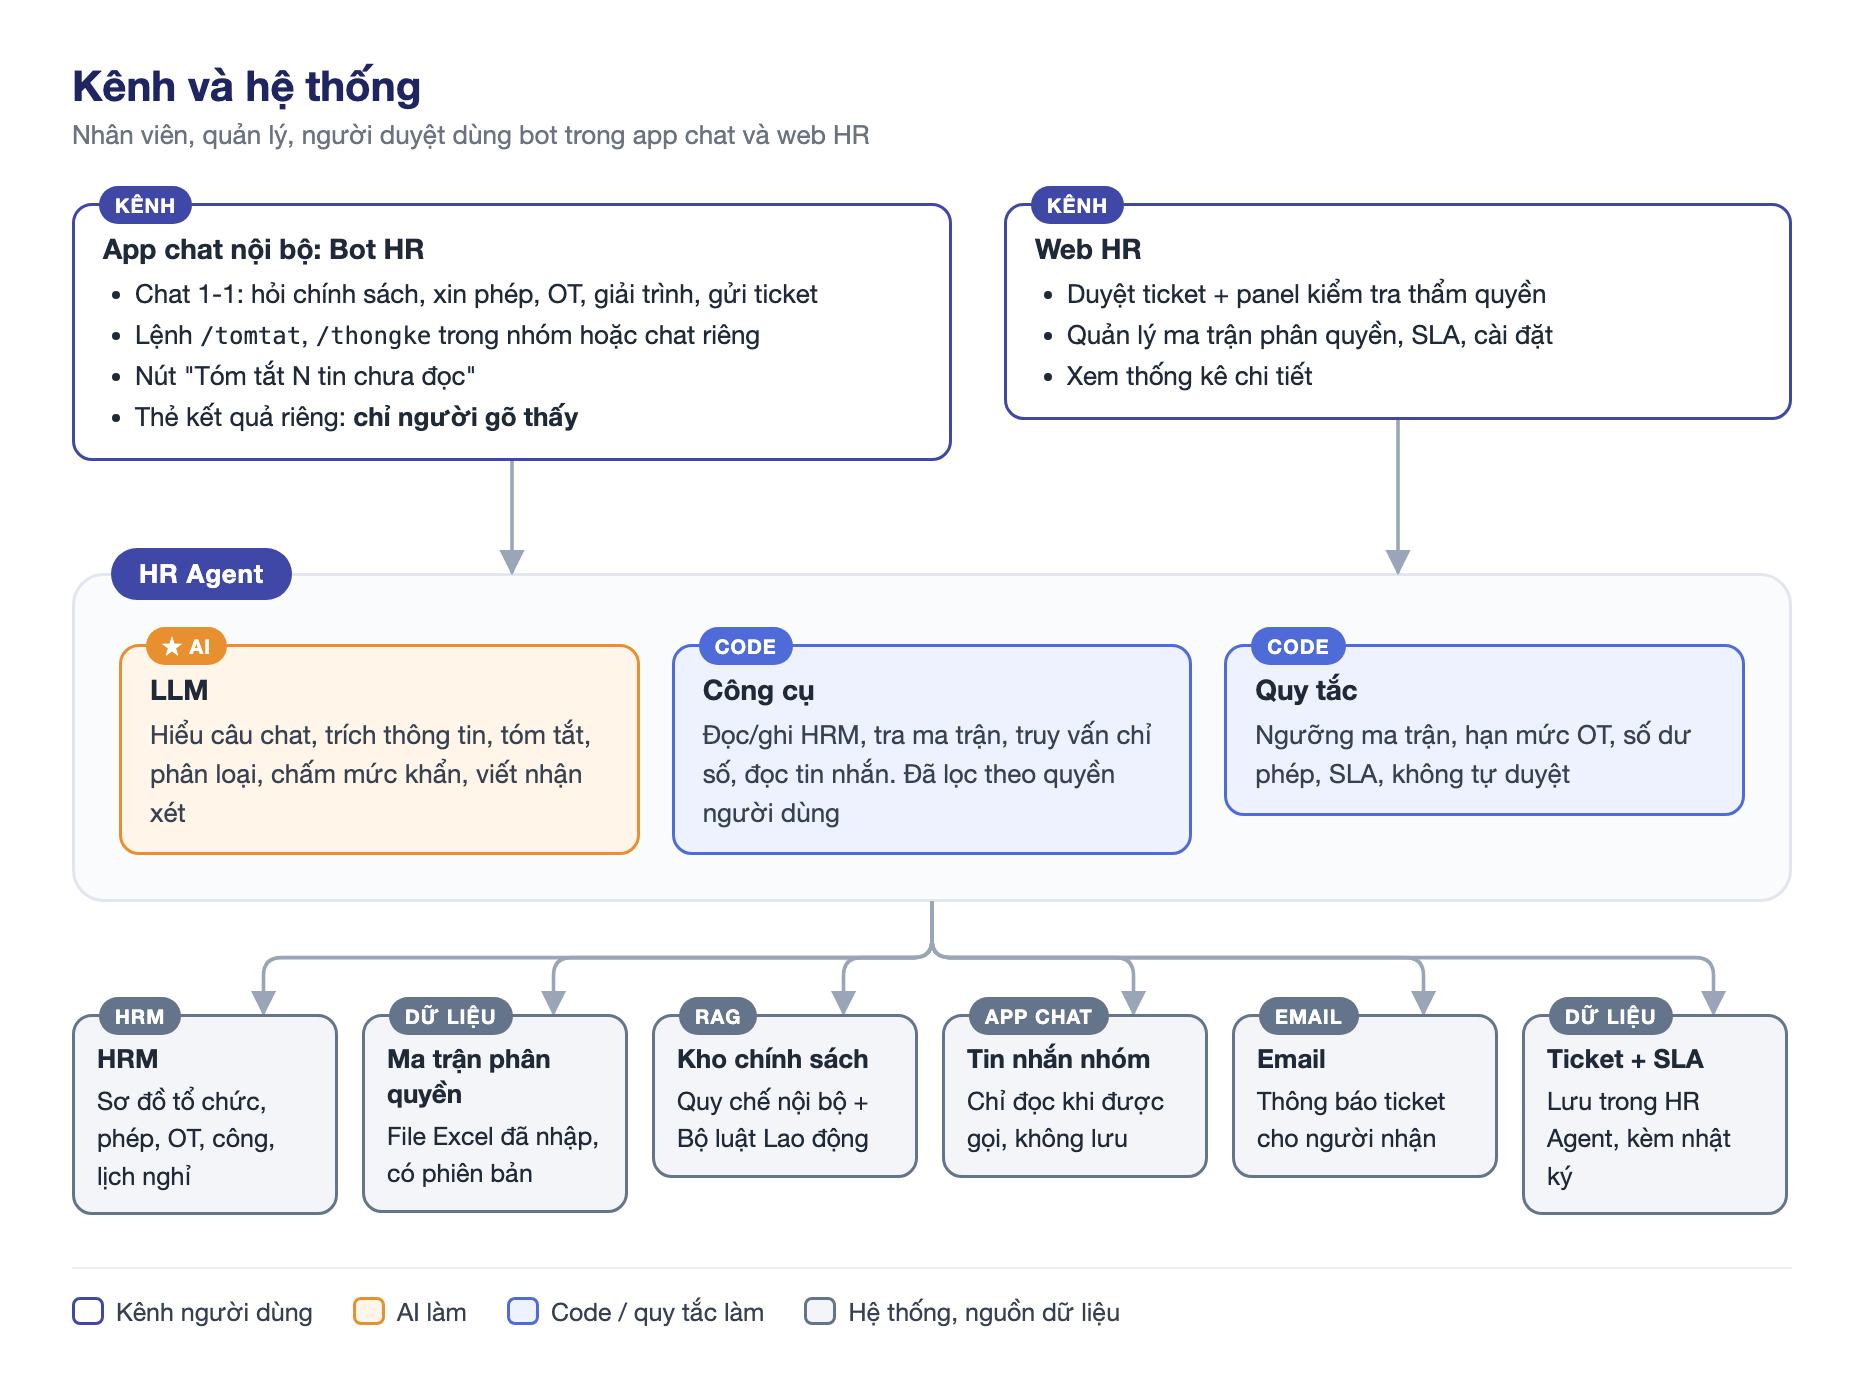 Kênh và hệ thống
Nhân viên, quản lý, người duyệt dùng bot trong app chat và web HR
KÊNH
App chat nội bộ: Bot HR
• Chat 1-1: hỏi chính sách, xin phép, OT, giải trình, gửi ticket
• Lệnh /tomtat, /thongke trong nhóm hoặc chat riêng
• Nút "Tóm tắt N tin chưa đọc"
• Thẻ kết quả riêng: chỉ người gõ thấy
KÊNH
Web HR
• Duyệt ticket + panel kiểm tra thẩm quyền
• Quản lý ma trận phân quyền, SLA, cài đặt
• Xem thống kê chi tiết
HR Agent
★ AI
LLM
Hiểu câu chat, trích thông tin, tóm tắt,
phân loại, chấm mức khẩn, viết nhận
xét
CODE
Công cụ
Đọc/ghi HRM, tra ma trận, truy vấn chỉ
số, đọc tin nhắn. Đã lọc theo quyền
người dùng
CODE
Quy tắc
Ngưỡng ma trận, hạn mức OT, số dư
phép, SLA, không tự duyệt
HRM
HRM
Sơ đồ tổ chức,
phép, OT, công,
lịch nghỉ
DỮ LIỆU
Ma trận phân
quyền
File Excel đã nhập,
có phiên bản
RAG
Kho chính sách
Quy chế nội bộ +
Bộ luật Lao động
APP CHAT
Tin nhắn nhóm
Chỉ đọc khi được
gọi, không lưu
EMAIL
Email
Thông báo ticket
cho người nhận
DỮ LIỆU
Ticket + SLA
Lưu trong HR
Agent, kèm nhật
ký
Kênh người dùng
AI làm
Code / quy tắc làm
Hệ thống, nguồn dữ liệu